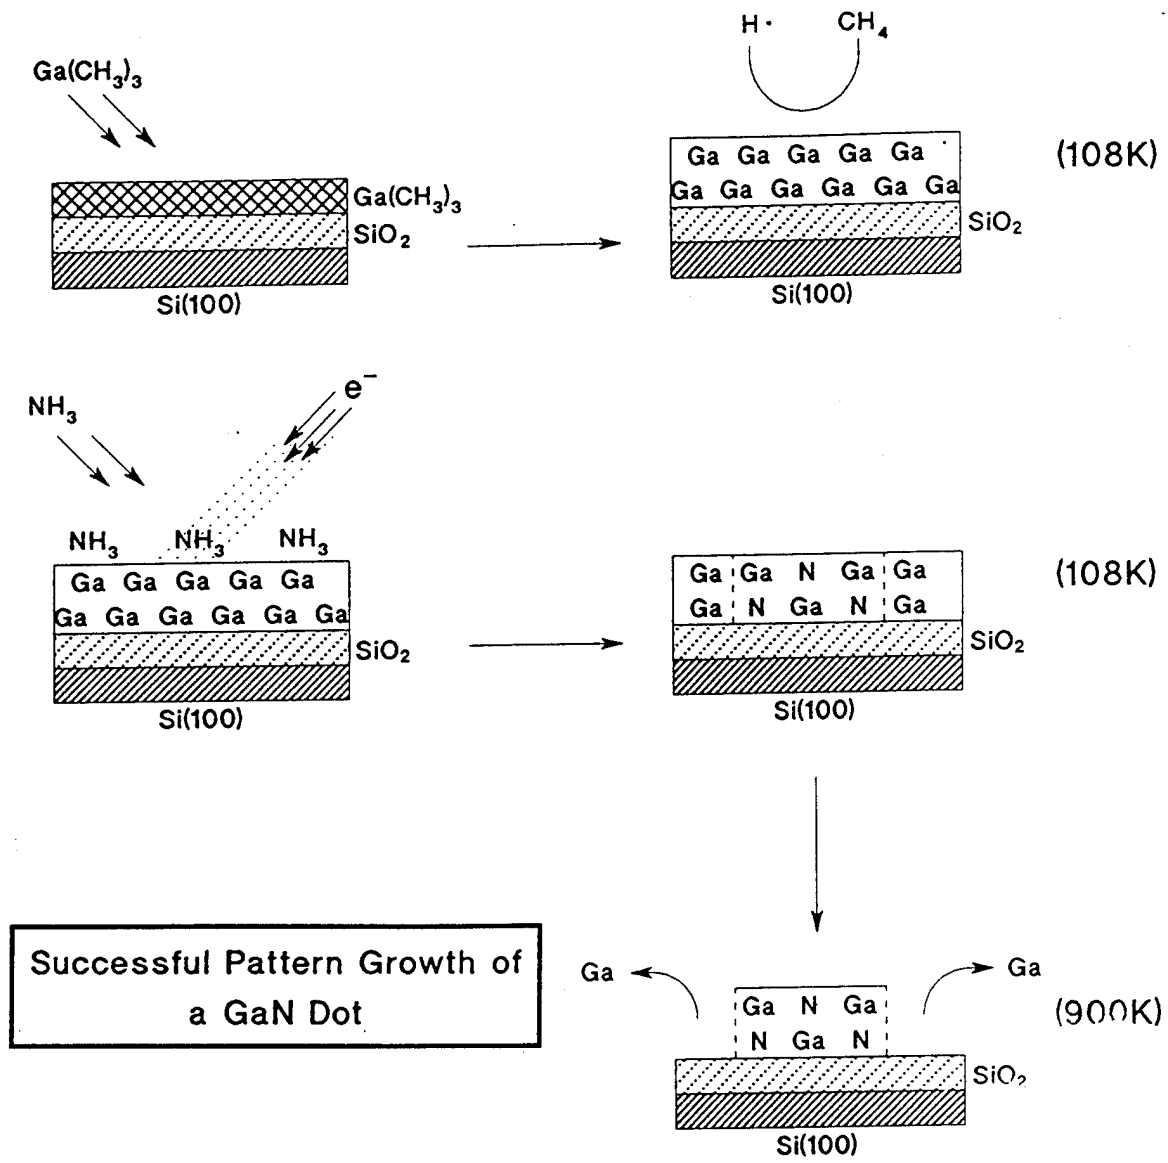 H· CH₄
Ga(CH₃)₃
Ga Ga Ga Ga Ga
(108K)
Ga Ga Ga Ga Ga Ga
Ga(CH₃)₃
SiO₂
SiO₂
Si(100)
Si(100)
e⁻
NH₃
NH₃ NH₃ NH₃
Ga Ga Ga Ga Ga
Ga Ga Ga Ga Ga Ga
SiO₂
Si(100)
Ga Ga N Ga Ga
(108K)
Ga N Ga N Ga
SiO₂
Si(100)
Successful Pattern Growth of
a GaN Dot
Ga Ga
Ga N Ga
(900K)
N Ga N
SiO₂
Si(100)